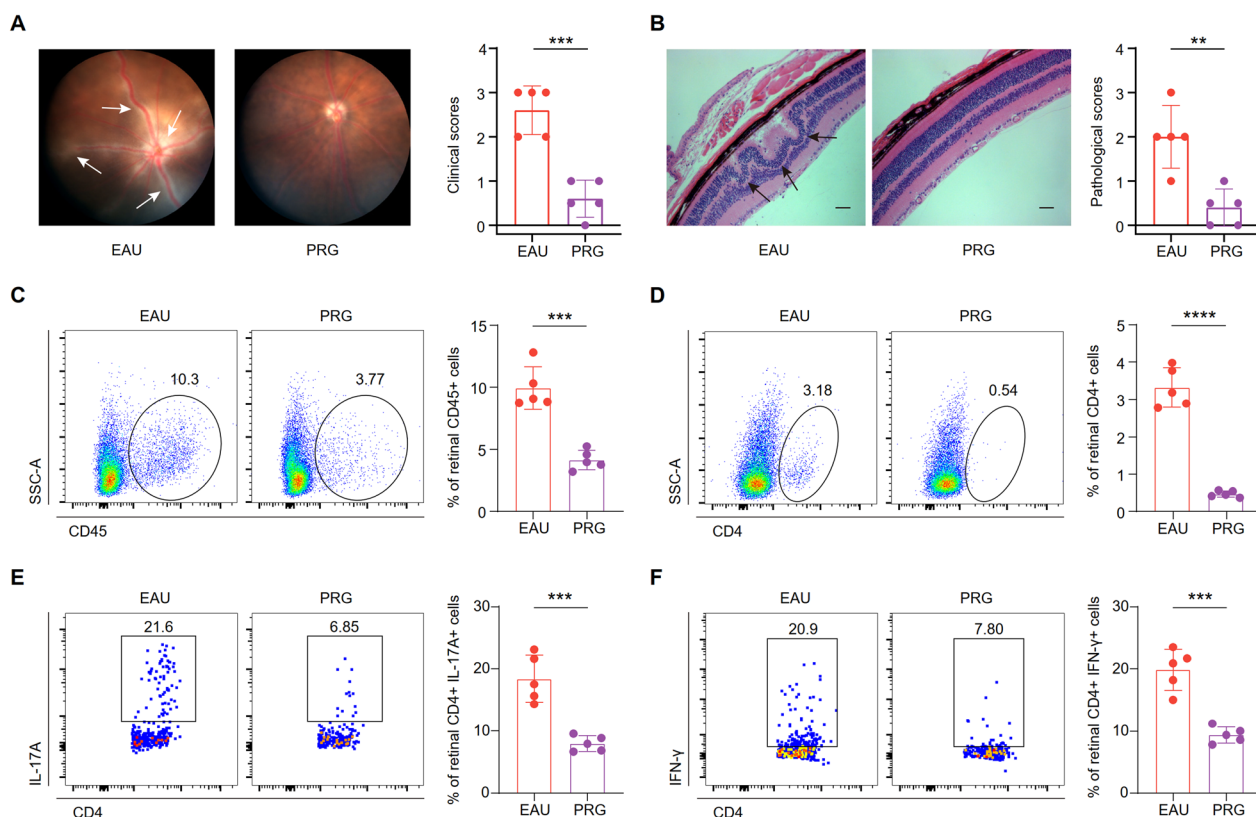 A
EAU
PRG
Clinical scores
4
3
2
1
0
***
EAU
PRG
B
EAU
PRG
Pathological scores
4
3
2
1
0
**
EAU
PRG
C
EAU
PRG
10.3
3.77
SSC-A
CD45
% of retinal CD45+ cells
15
10
5
0
***
EAU
PRG
D
EAU
PRG
3.18
0.54
SSC-A
CD4
% of retinal CD4+ cells
5
4
3
2
1
0
****
EAU
PRG
E
EAU
PRG
21.6
6.85
IL-17A
CD4
% of retinal CD4+ IL-17A+ cells
30
20
10
0
***
EAU
PRG
F
EAU
PRG
20.9
7.80
IFN-γ
CD4
% of retinal CD4+ IFN-γ+ cells
30
20
10
0
***
EAU
PRG